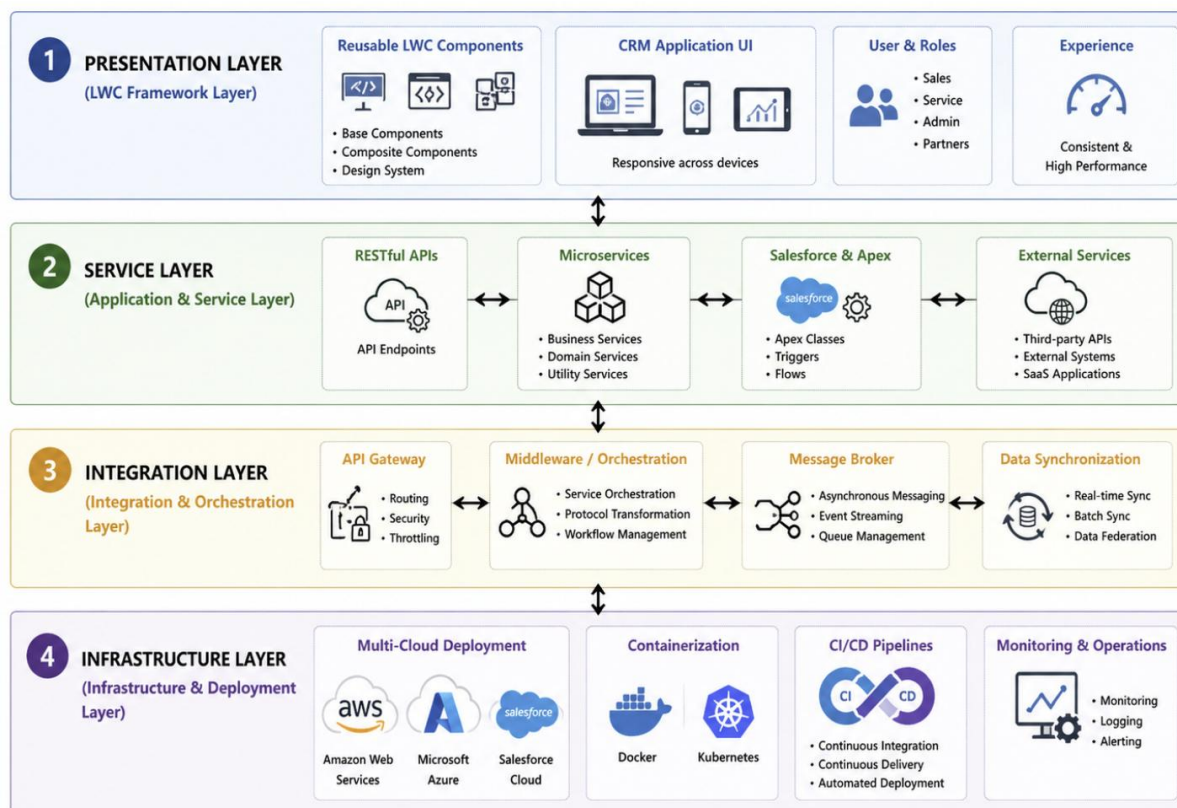 1
PRESENTATION LAYER
(LWC Framework Layer)
Reusable LWC Components
</>
<◇>
• Base Components
• Composite Components
• Design System
CRM Application UI
Responsive across devices
User & Roles
• Sales
• Service
• Admin
• Partners
Experience
Consistent &
High Performance
2
SERVICE LAYER
(Application & Service Layer)
RESTful APIs
API
API Endpoints
Microservices
• Business Services
• Domain Services
• Utility Services
Salesforce & Apex
salesforce
• Apex Classes
• Triggers
• Flows
External Services
• Third-party APIs
• External Systems
• SaaS Applications
3
INTEGRATION LAYER
(Integration & Orchestration
Layer)
API Gateway
• Routing
• Security
• Throttling
Middleware / Orchestration
• Service Orchestration
• Protocol Transformation
• Workflow Management
Message Broker
• Asynchronous Messaging
• Event Streaming
• Queue Management
Data Synchronization
• Real-time Sync
• Batch Sync
• Data Federation
4
INFRASTRUCTURE LAYER
(Infrastructure & Deployment
Layer)
Multi-Cloud Deployment
aws
Amazon Web
Services
Microsoft
Azure
salesforce
Salesforce
Cloud
Containerization
Docker
Kubernetes
CI/CD Pipelines
CI
CD
• Continuous Integration
• Continuous Delivery
• Automated Deployment
Monitoring & Operations
• Monitoring
• Logging
• Alerting